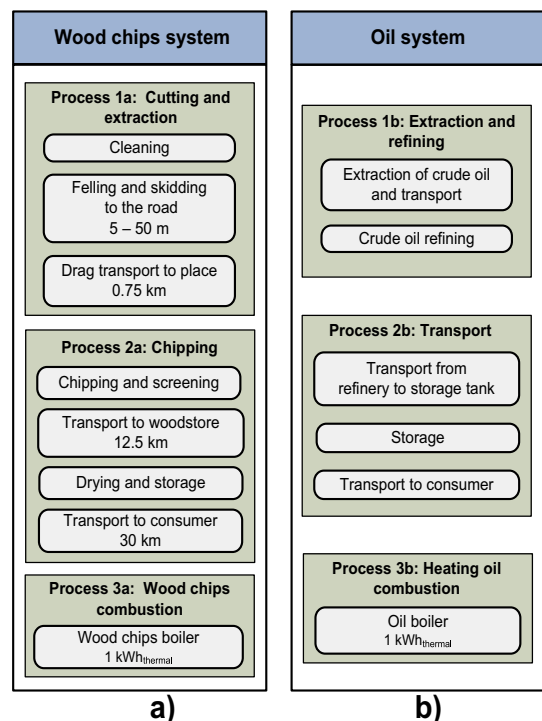 Wood chips system
Process 1a: Cutting and
extraction
Cleaning
Felling and skidding
to the road
5 – 50 m
Drag transport to place
0.75 km
Process 2a: Chipping
Chipping and screening
Transport to woodstore
12.5 km
Drying and storage
Transport to consumer
30 km
Process 3a: Wood chips
combustion
Wood chips boiler
1 kWhthermal
a)
Oil system
Process 1b: Extraction and
refining
Extraction of crude oil
and transport
Crude oil refining
Process 2b: Transport
Transport from
refinery to storage tank
Storage
Transport to consumer
Process 3b: Heating oil
combustion
Oil boiler
1 kWhthermal
b)